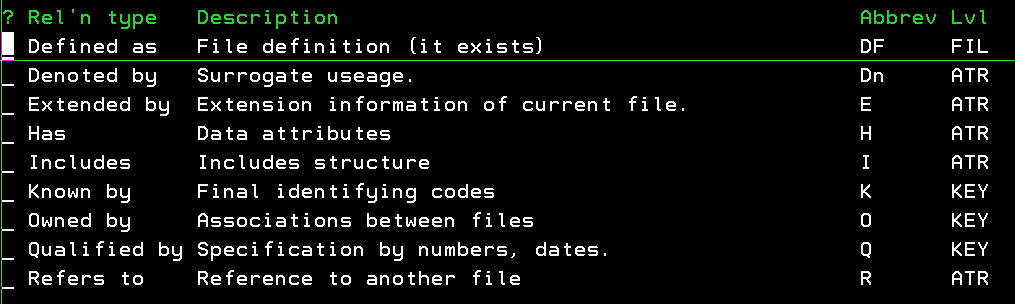 ? Rel'n type Description Abbrev Lvl
Defined as File definition (it exists) DF FIL
_ Denoted by Surrogate useage. Dn ATR
_ Extended by Extension information of current file. E ATR
_ Has Data attributes H ATR
_ Includes Includes structure I ATR
_ Known by Final identifying codes K KEY
_ Owned by Associations between files O KEY
_ Qualified by Specification by numbers, dates. Q KEY
_ Refers to Reference to another file R ATR